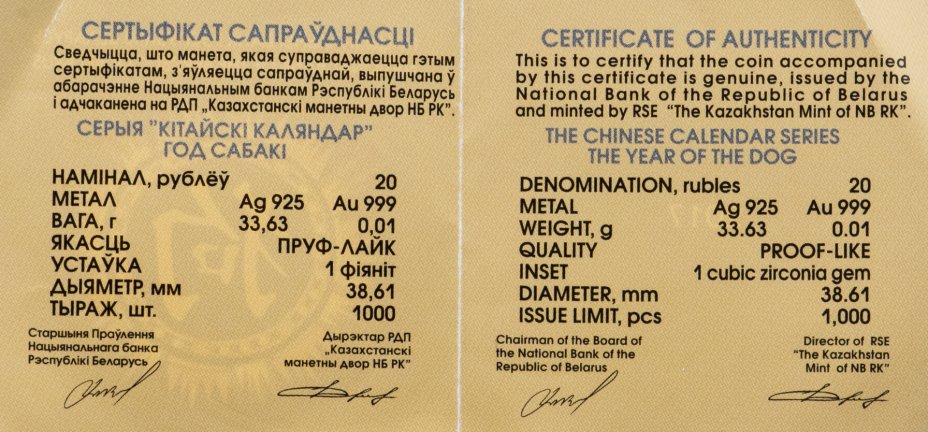 СЕРТЫФІКАТ САПРАЎДНАСЦІ
Сведчыцца, што манета, якая суправаджаецца гэтым
сертыфікатам, з'яўляецца сапраўднай, выпушчана ў
абарачэнне Нацыянальным банкам Рэспублікі Беларусь
і адчаканена на РДП „Казахстанскі манетны двор НБ РК".
СЕРЫЯ "КІТАЙСКІ КАЛЯНДАР"
ГОД САБАКІ
НАМІНАЛ, рублёў 20
МЕТАЛ Ag 925 Au 999
ВАГА, г 33,63 0,01
ЯКАСЦЬ ПРУФ-ЛАЙК
УСТАЎКА 1 фіяніт
ДЫЯМЕТР, мм 38,61
ТЫРАЖ, шт. 1000
Старшыня Праўлення
Нацыянальнага банка
Рэспублікі Беларусь
Дырэктар РДП
„Казахстанскі
манетны двор НБ РК"
CERTIFICATE OF AUTHENTICITY
This is to certify that the coin accompanied
by this certificate is genuine, issued by the
National Bank of the Republic of Belarus
and minted by RSE "The Kazakhstan Mint of NB RK".
THE CHINESE CALENDAR SERIES
THE YEAR OF THE DOG
DENOMINATION, rubles 20
METAL Ag 925 Au 999
WEIGHT, g 33.63 0.01
QUALITY PROOF-LIKE
INSET 1 cubic zirconia gem
DIAMETER, mm 38.61
ISSUE LIMIT, pcs 1,000
Chairman of the Board of
the National Bank of the
Republic of Belarus
Director of RSE
"The Kazakhstan
Mint of NB RK"